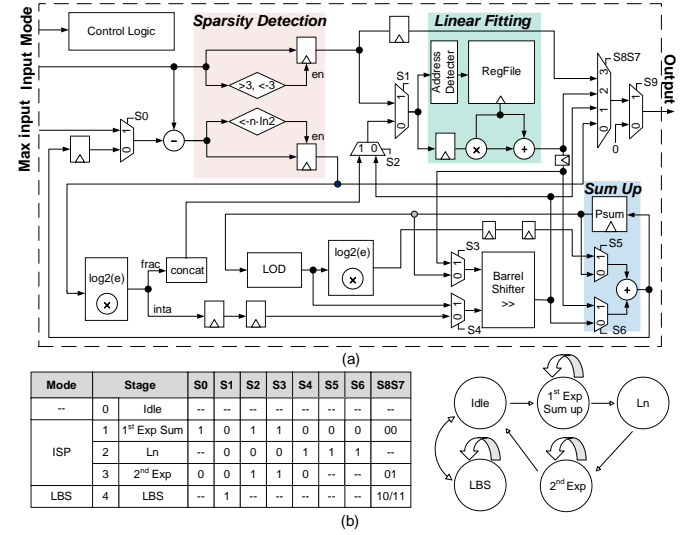 Input Mode
Max input
Control Logic
Sparsity Detection
>3, <-3
en
<-n·ln2
en
S0
1
0
−
S1
1
0
1 0
S2
Linear Fitting
Address
Detecter
RegFile
×
+
S8S7
3
2
1
0
S9
1
0
0
Output
Sum Up
Psum
S5
1
0
+
1
0
S6
log2(e)
×
frac
concat
inta
LOD
log2(e)
×
S3
1
0
1
0
S4
Barrel
Shifter
>>
(a)
Mode Stage S0 S1 S2 S3 S4 S5 S6 S8S7
-- 0 Idle -- -- -- -- -- -- -- --
ISP 1 1st Exp Sum 1 0 1 1 0 0 0 00
2 Ln -- 0 0 0 1 1 1 --
3 2nd Exp 0 0 1 1 0 -- -- 01
LBS 4 LBS -- 1 -- -- -- -- -- 10/11
Idle
1st Exp
Sum up
Ln
LBS
2nd Exp
(b)